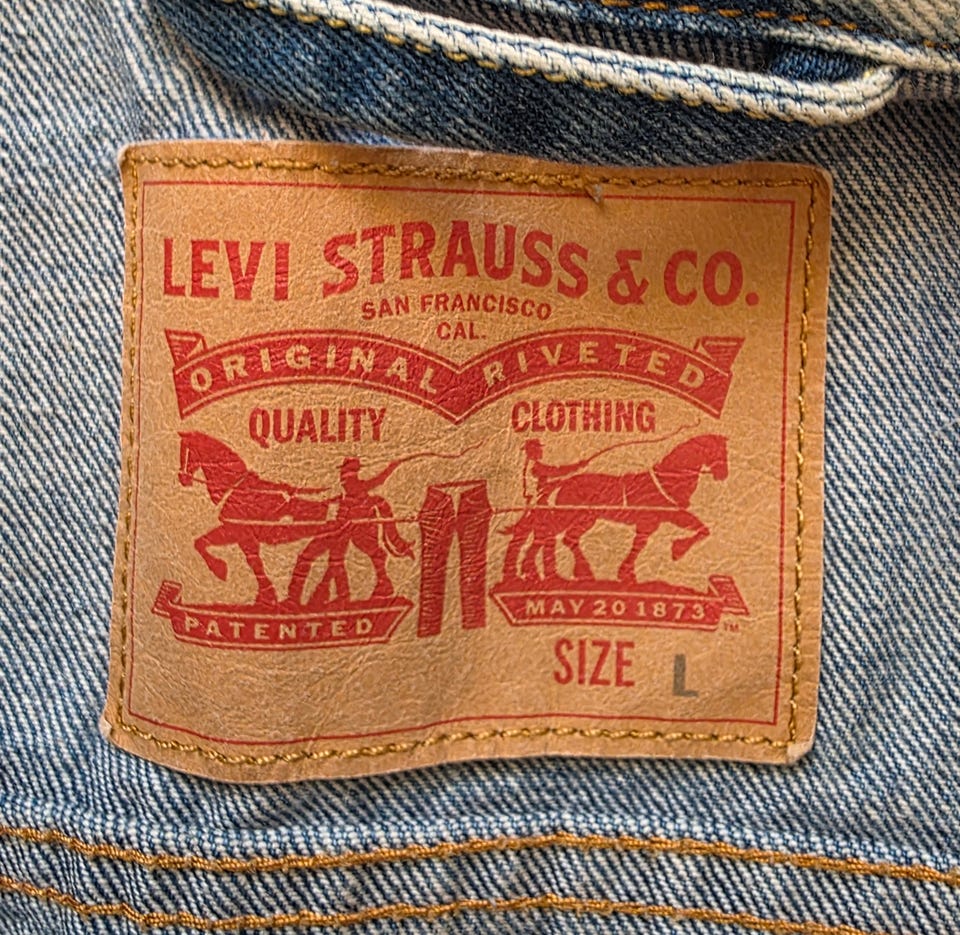 LEVI STRAUSS & CO.
SAN FRANCISCO
CAL.
ORIGINAL RIVETED
QUALITY CLOTHING
PATENTED MAY 20 1873 ™
SIZE L